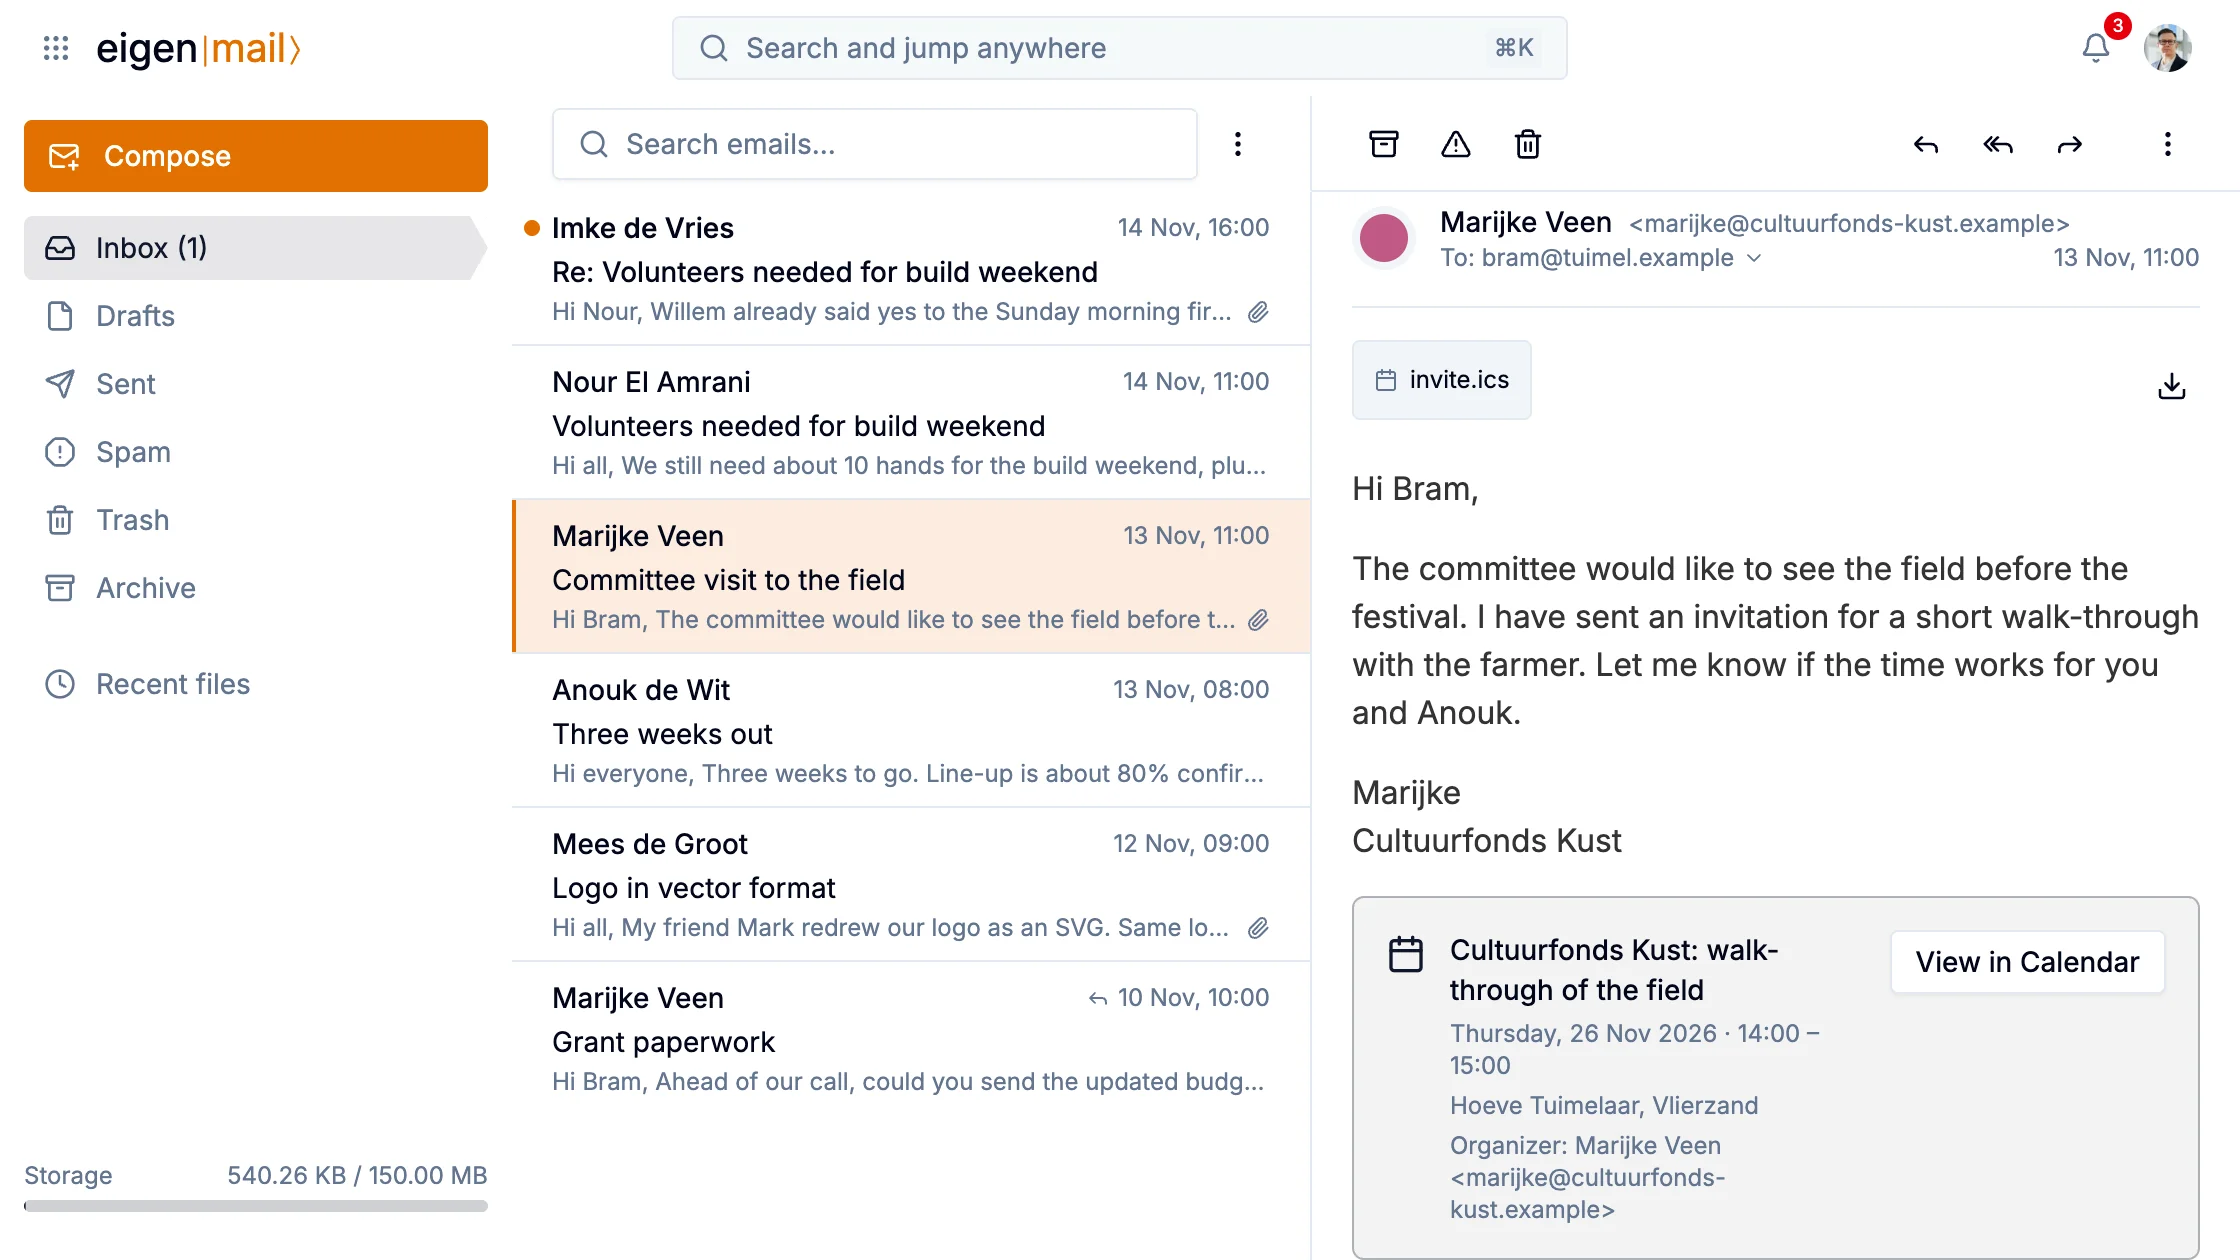 eigen|mail⟩
Search and jump anywhere ⌘K
3
Compose
Inbox (1)
Drafts
Sent
Spam
Trash
Archive
Recent files
Storage 540.26 KB / 150.00 MB
Search emails...
Imke de Vries 14 Nov, 16:00
Re: Volunteers needed for build weekend
Hi Nour, Willem already said yes to the Sunday morning fir...
Nour El Amrani 14 Nov, 11:00
Volunteers needed for build weekend
Hi all, We still need about 10 hands for the build weekend, plu...
Marijke Veen 13 Nov, 11:00
Committee visit to the field
Hi Bram, The committee would like to see the field before t...
Anouk de Wit 13 Nov, 08:00
Three weeks out
Hi everyone, Three weeks to go. Line-up is about 80% confir...
Mees de Groot 12 Nov, 09:00
Logo in vector format
Hi all, My friend Mark redrew our logo as an SVG. Same lo...
Marijke Veen 10 Nov, 10:00
Grant paperwork
Hi Bram, Ahead of our call, could you send the updated budg...
Marijke Veen <marijke@cultuurfonds-kust.example>
To: bram@tuimel.example 13 Nov, 11:00
invite.ics
Hi Bram,
The committee would like to see the field before the
festival. I have sent an invitation for a short walk-through
with the farmer. Let me know if the time works for you
and Anouk.
Marijke
Cultuurfonds Kust
Cultuurfonds Kust: walk-
through of the field
View in Calendar
Thursday, 26 Nov 2026 · 14:00 –
15:00
Hoeve Tuimelaar, Vlierzand
Organizer: Marijke Veen
<marijke@cultuurfonds-
kust.example>